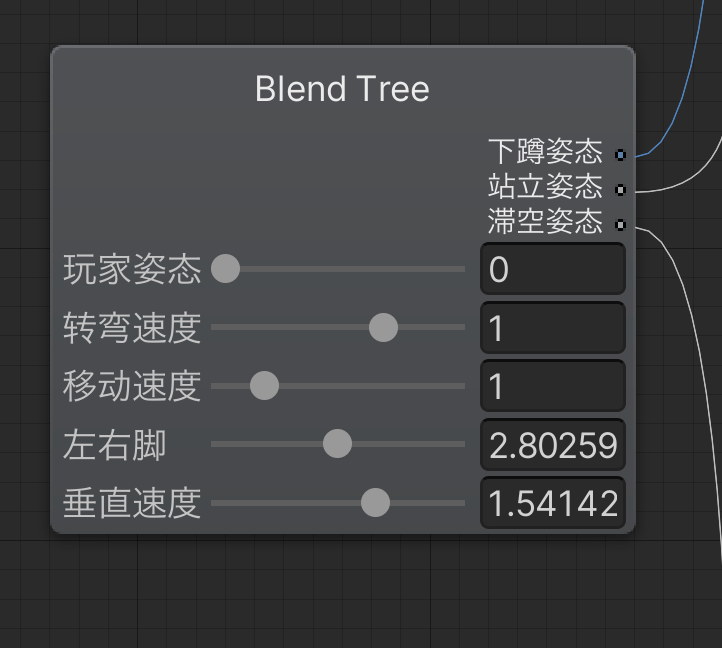 Blend Tree
下蹲姿态
站立姿态
滞空姿态
玩家姿态 0
转弯速度 1
移动速度 1
左右脚 2.80259
垂直速度 1.54142